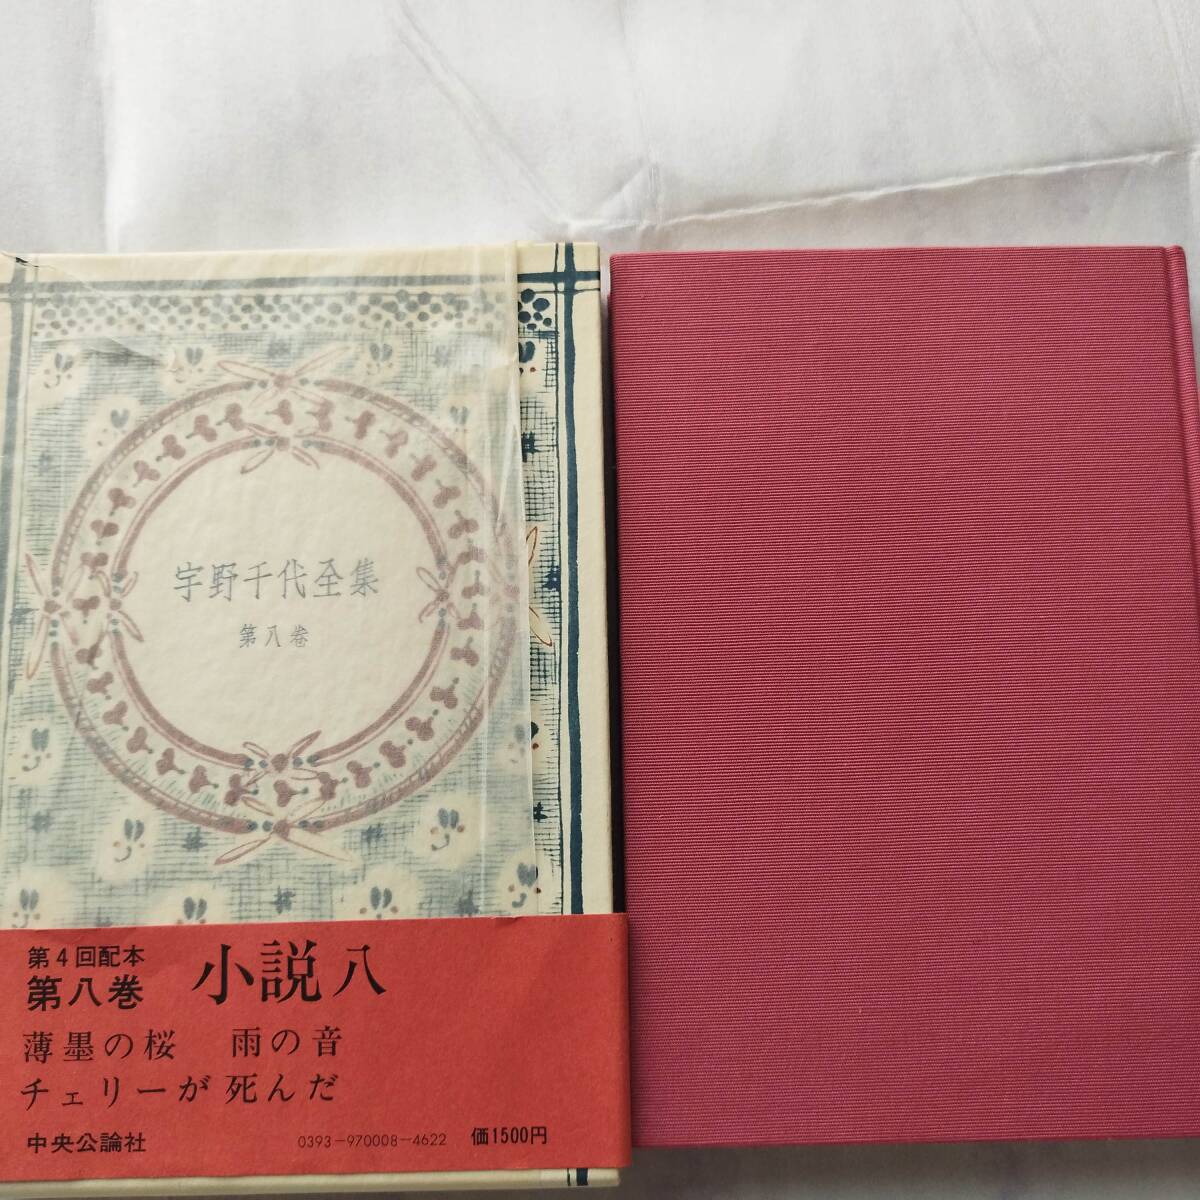 宇野千代全集
第八巻
第4回配本
第八巻 小説八
薄墨の桜 雨の音
チェリーが死んだ
中央公論社 0393-970008-4622 価1500円